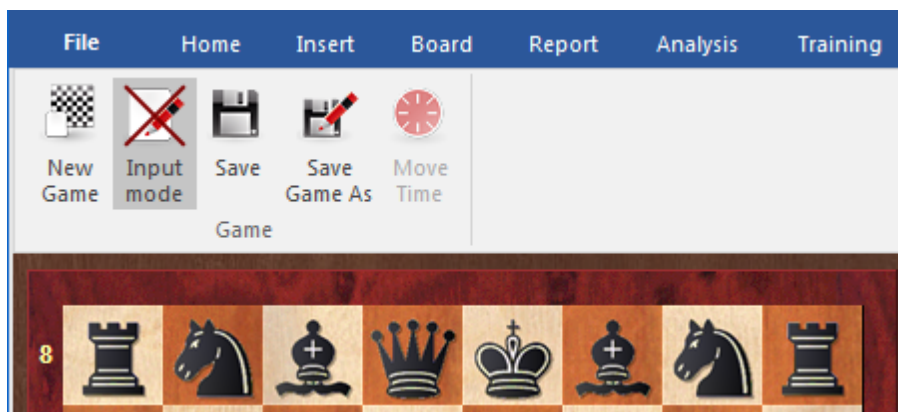 File Home Insert Board Report Analysis Training
New Input Save Save Move
Game mode Game As Time
Game
8